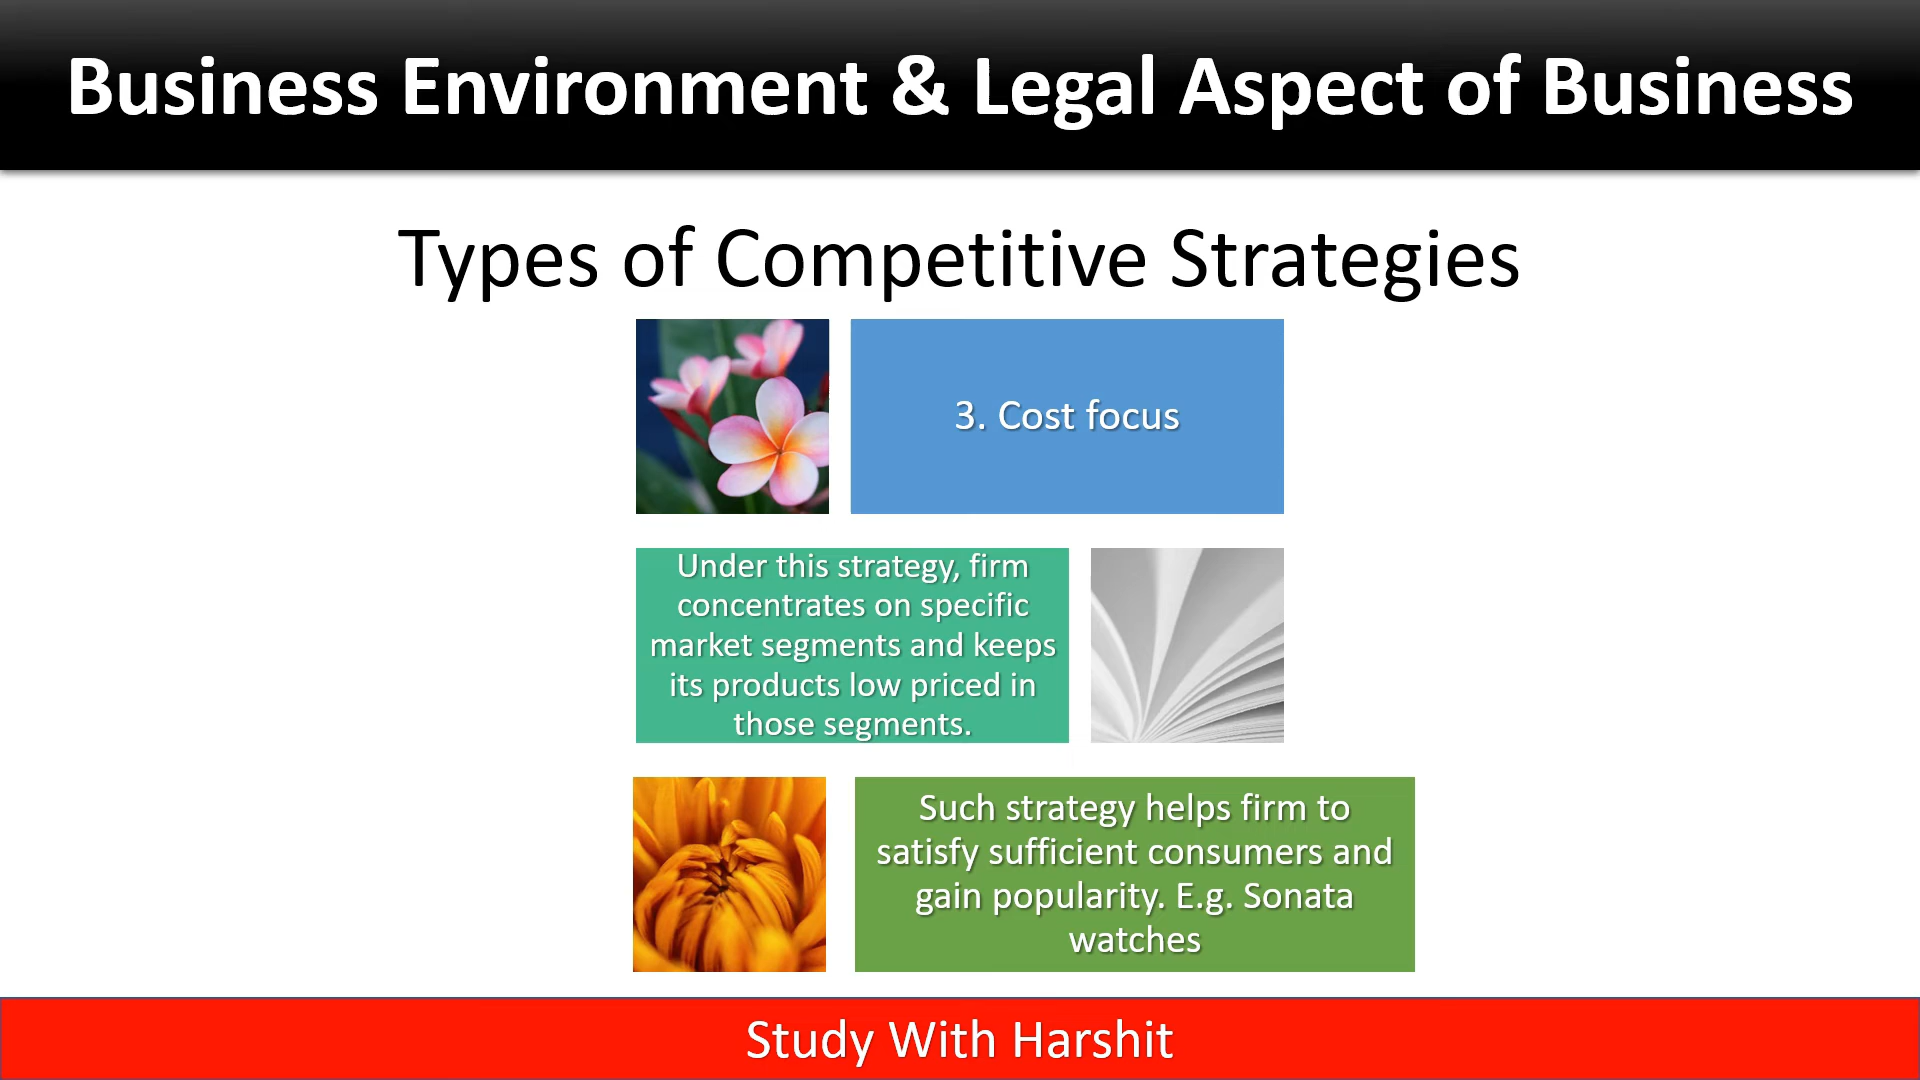 Business Environment & Legal Aspect of Business
Types of Competitive Strategies
3. Cost focus
Under this strategy, firm
concentrates on specific
market segments and keeps
its products low priced in
those segments.
Such strategy helps firm to
satisfy sufficient consumers and
gain popularity. E.g. Sonata
watches
Study With Harshit